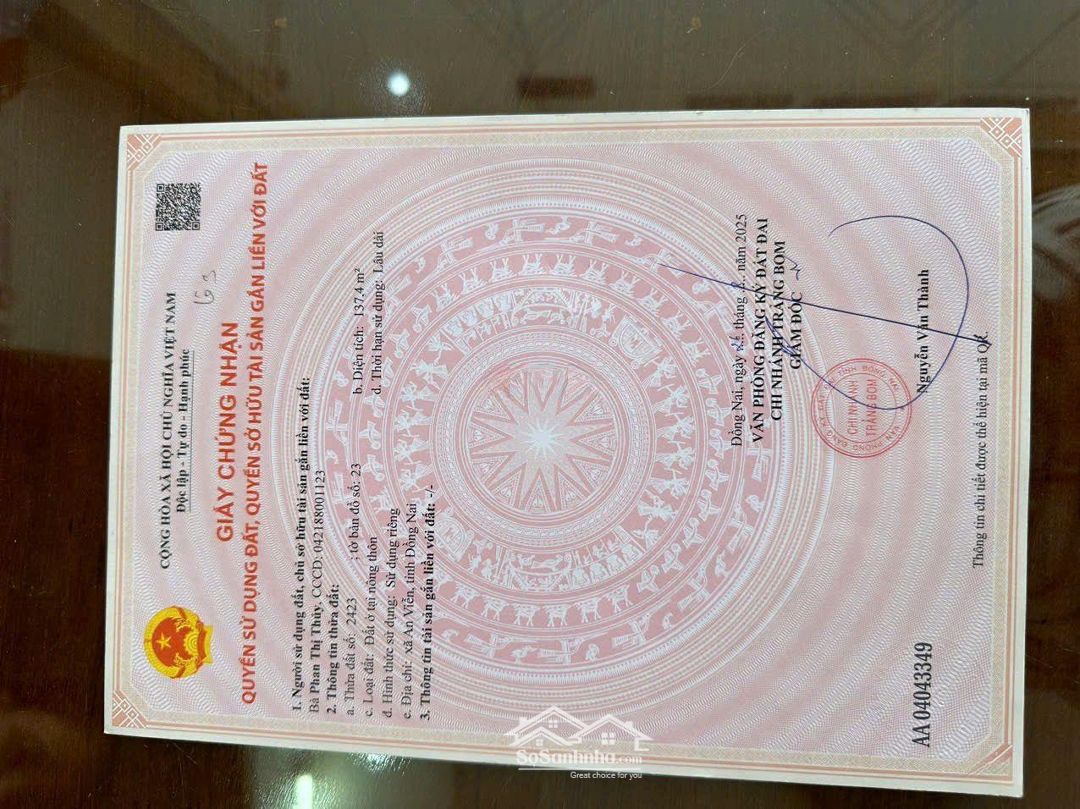 CỘNG HÒA XÃ HỘI CHỦ NGHĨA VIỆT NAM
Độc lập - Tự do - Hạnh phúc
GIẤY CHỨNG NHẬN
QUYỀN SỬ DỤNG ĐẤT, QUYỀN SỞ HỮU TÀI SẢN GẮN LIỀN VỚI ĐẤT
1. Người sử dụng đất, chủ sở hữu tài sản gắn liền với đất:
Bà Phan Thị Thủy, CCCD: 042188001123
2. Thông tin thửa đất:
a. Thửa đất số: 2423 ; tờ bản đồ số: 23 b. Diện tích: 137,4 m²
c. Loại đất: Đất ở tại nông thôn d. Thời hạn sử dụng: Lâu dài
đ. Hình thức sử dụng: Sử dụng riêng
e. Địa chỉ: xã An Viễn, tỉnh Đồng Nai
3. Thông tin tài sản gắn liền với đất: -/-
Đồng Nai, ngày tháng năm 2025
VĂN PHÒNG ĐĂNG KÝ ĐẤT ĐAI
CHI NHÁNH TRẢNG BOM
GIÁM ĐỐC
CHI NHÁNH
TRẢNG BOM
Nguyễn Văn Thành
Thông tin chi tiết được thể hiện tại mã QR.
AA 04043349
SoSanhnha.com
Great choice for you